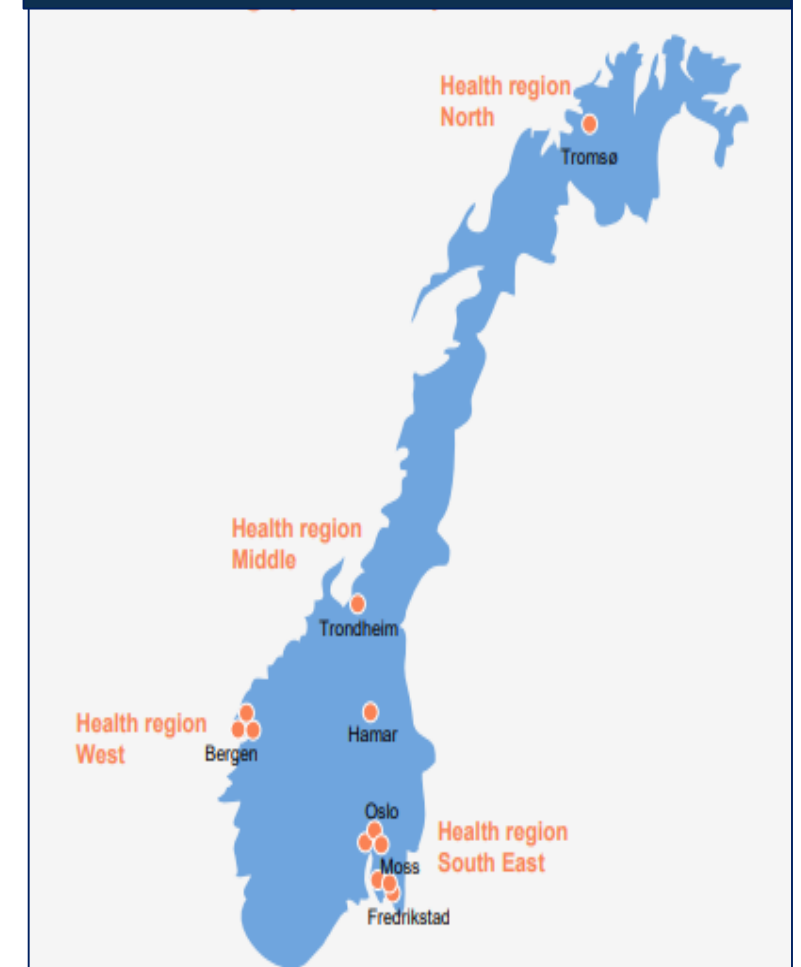 Health region
North
Tromsø
Health region
Middle
Trondheim
Health region
West
Bergen
Hamar
Oslo
Health region
South East
Moss
Fredrikstad